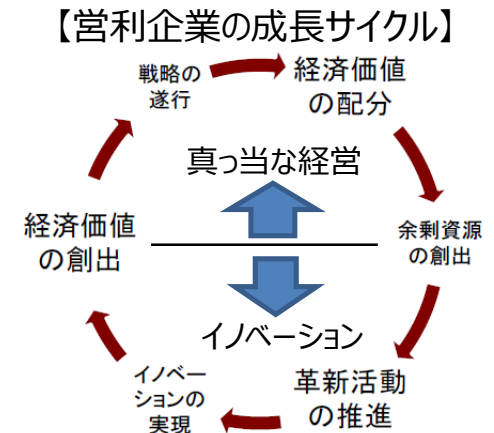 【営利企業の成長サイクル】
戦略の
遂行
経済価値
の配分
真っ当な経営
経済価値
の創出
余剰資源
の創出
イノベーション
イノベー
ションの
実現
革新活動
の推進